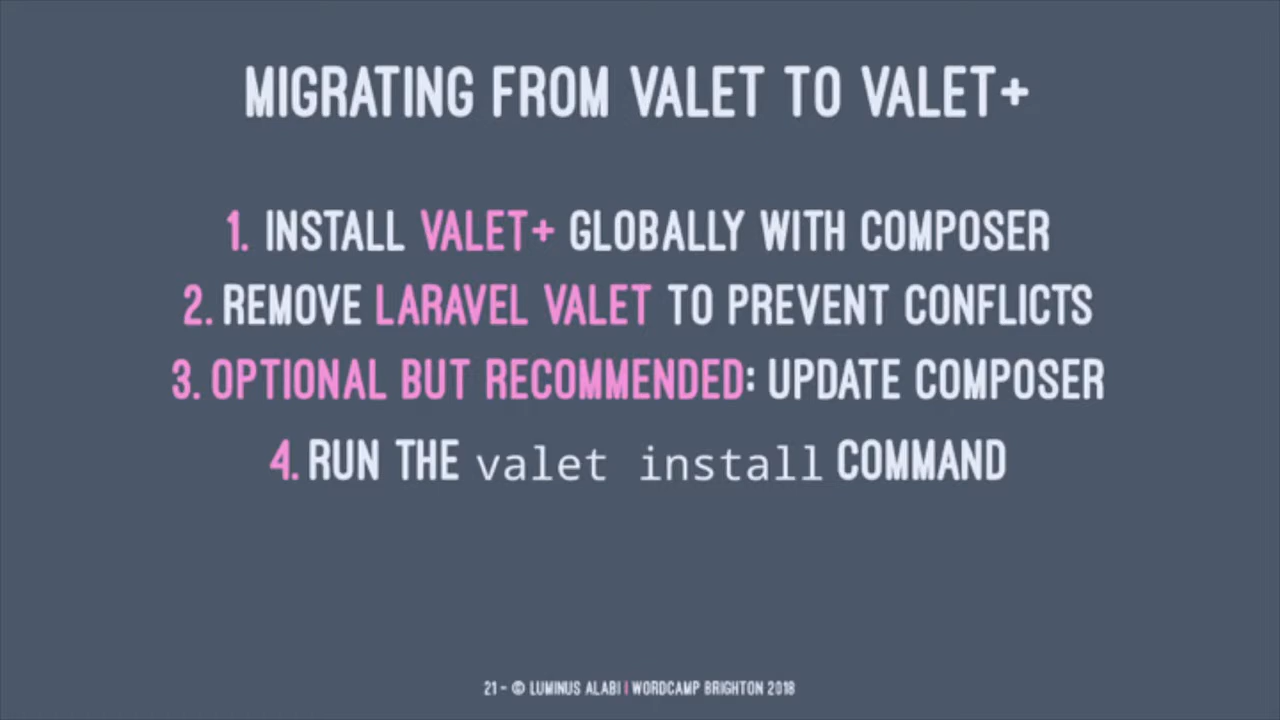 MIGRATING FROM VALET TO VALET+
1. INSTALL VALET+ GLOBALLY WITH COMPOSER
2. REMOVE LARAVEL VALET TO PREVENT CONFLICTS
3. OPTIONAL BUT RECOMMENDED: UPDATE COMPOSER
4. RUN THE valet install COMMAND
21 - © LUMINUS ALABI | WORDCAMP BRIGHTON 2018